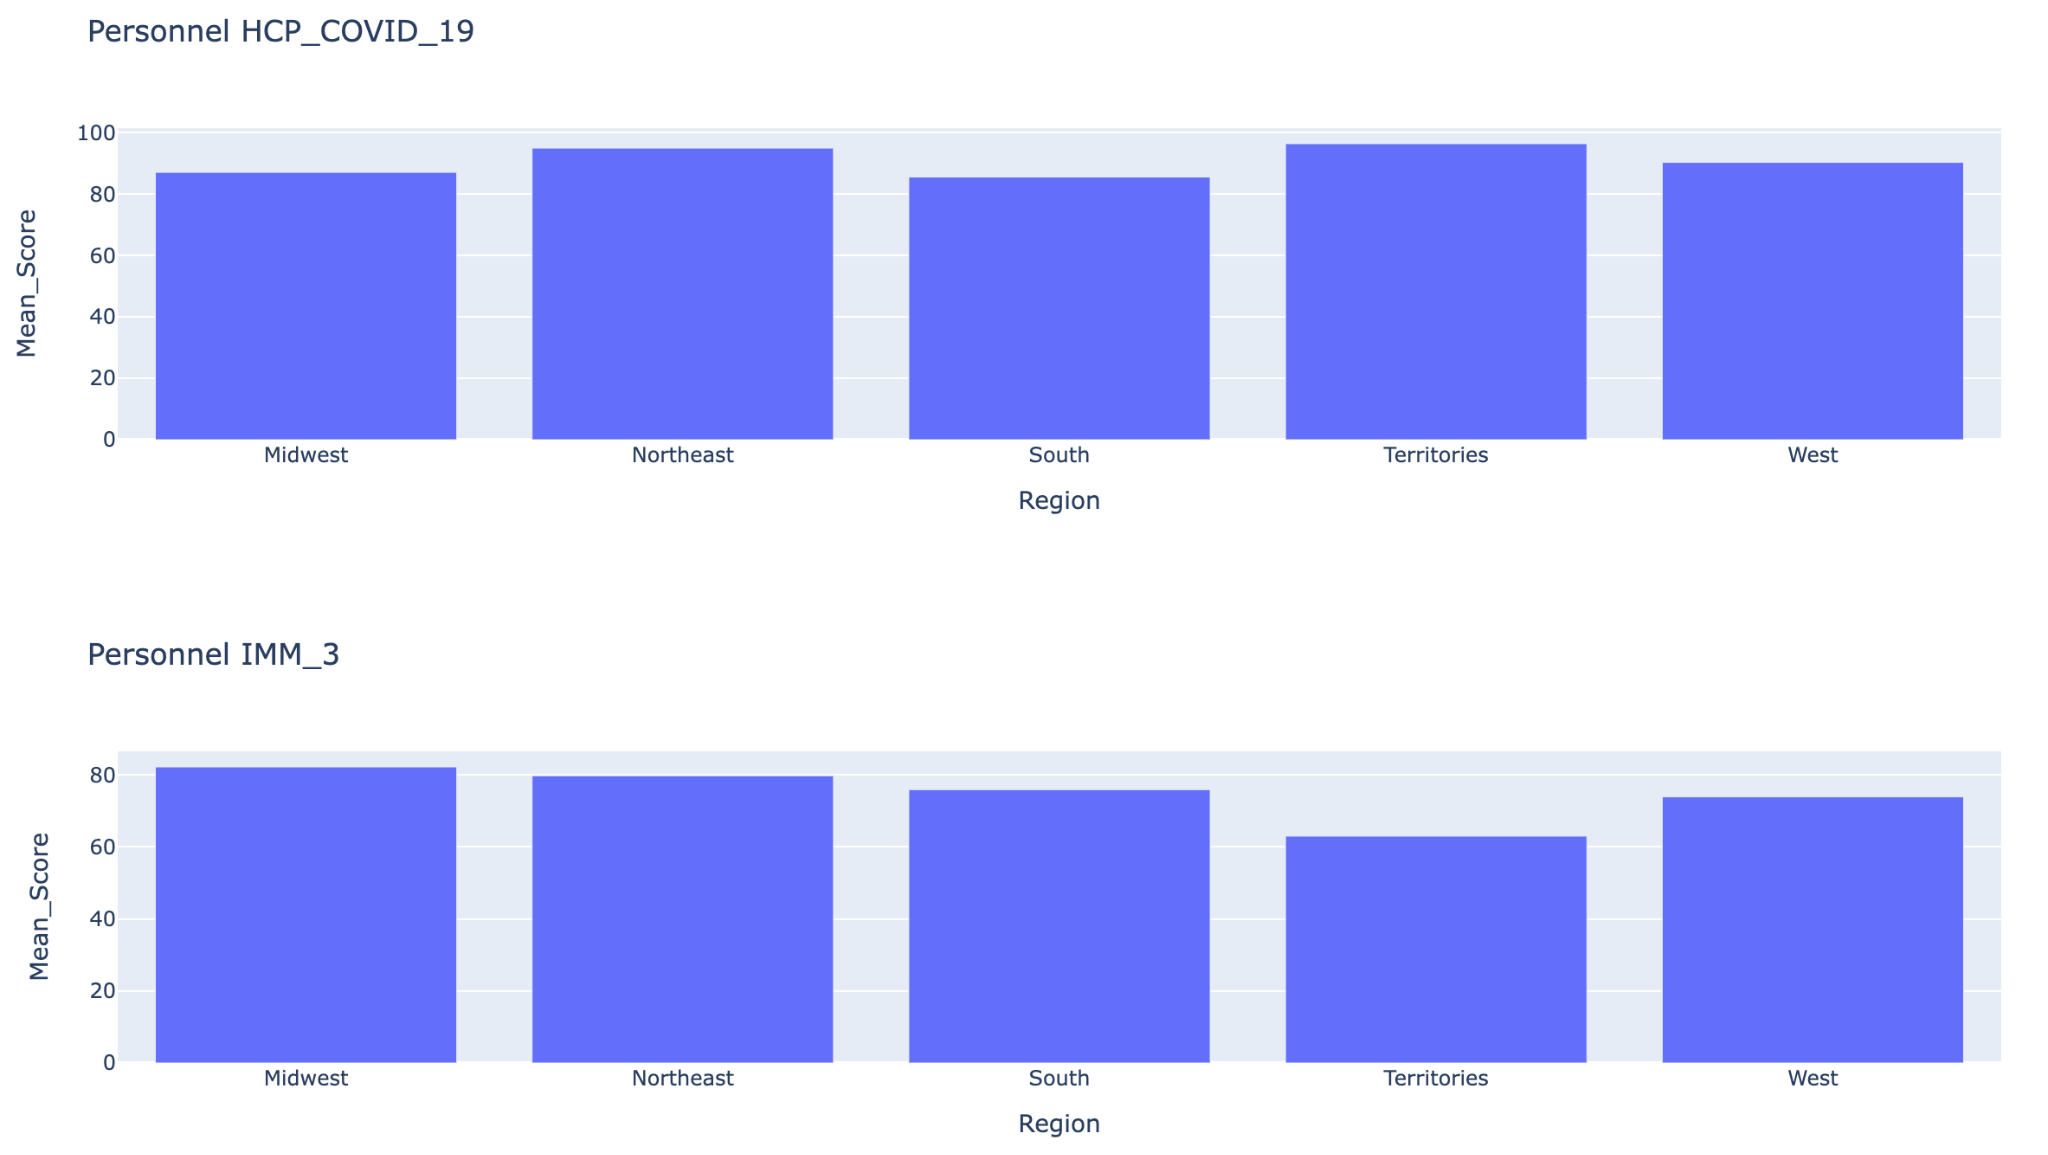 Personnel HCP_COVID_19
100
80
60
40
20
0
Mean_Score
Midwest Northeast South Territories West
Region
Personnel IMM_3
80
60
40
20
0
Mean_Score
Midwest Northeast South Territories West
Region